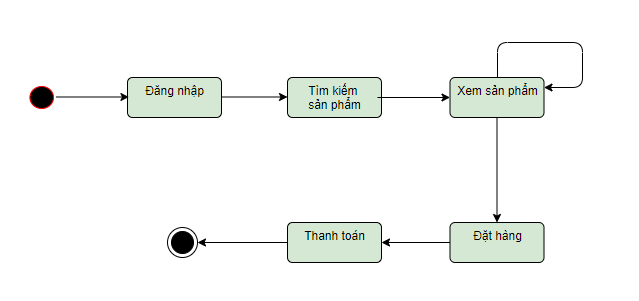 Đăng nhập
Tìm kiếm
sản phẩm
Xem sản phẩm
Thanh toán
Đặt hàng